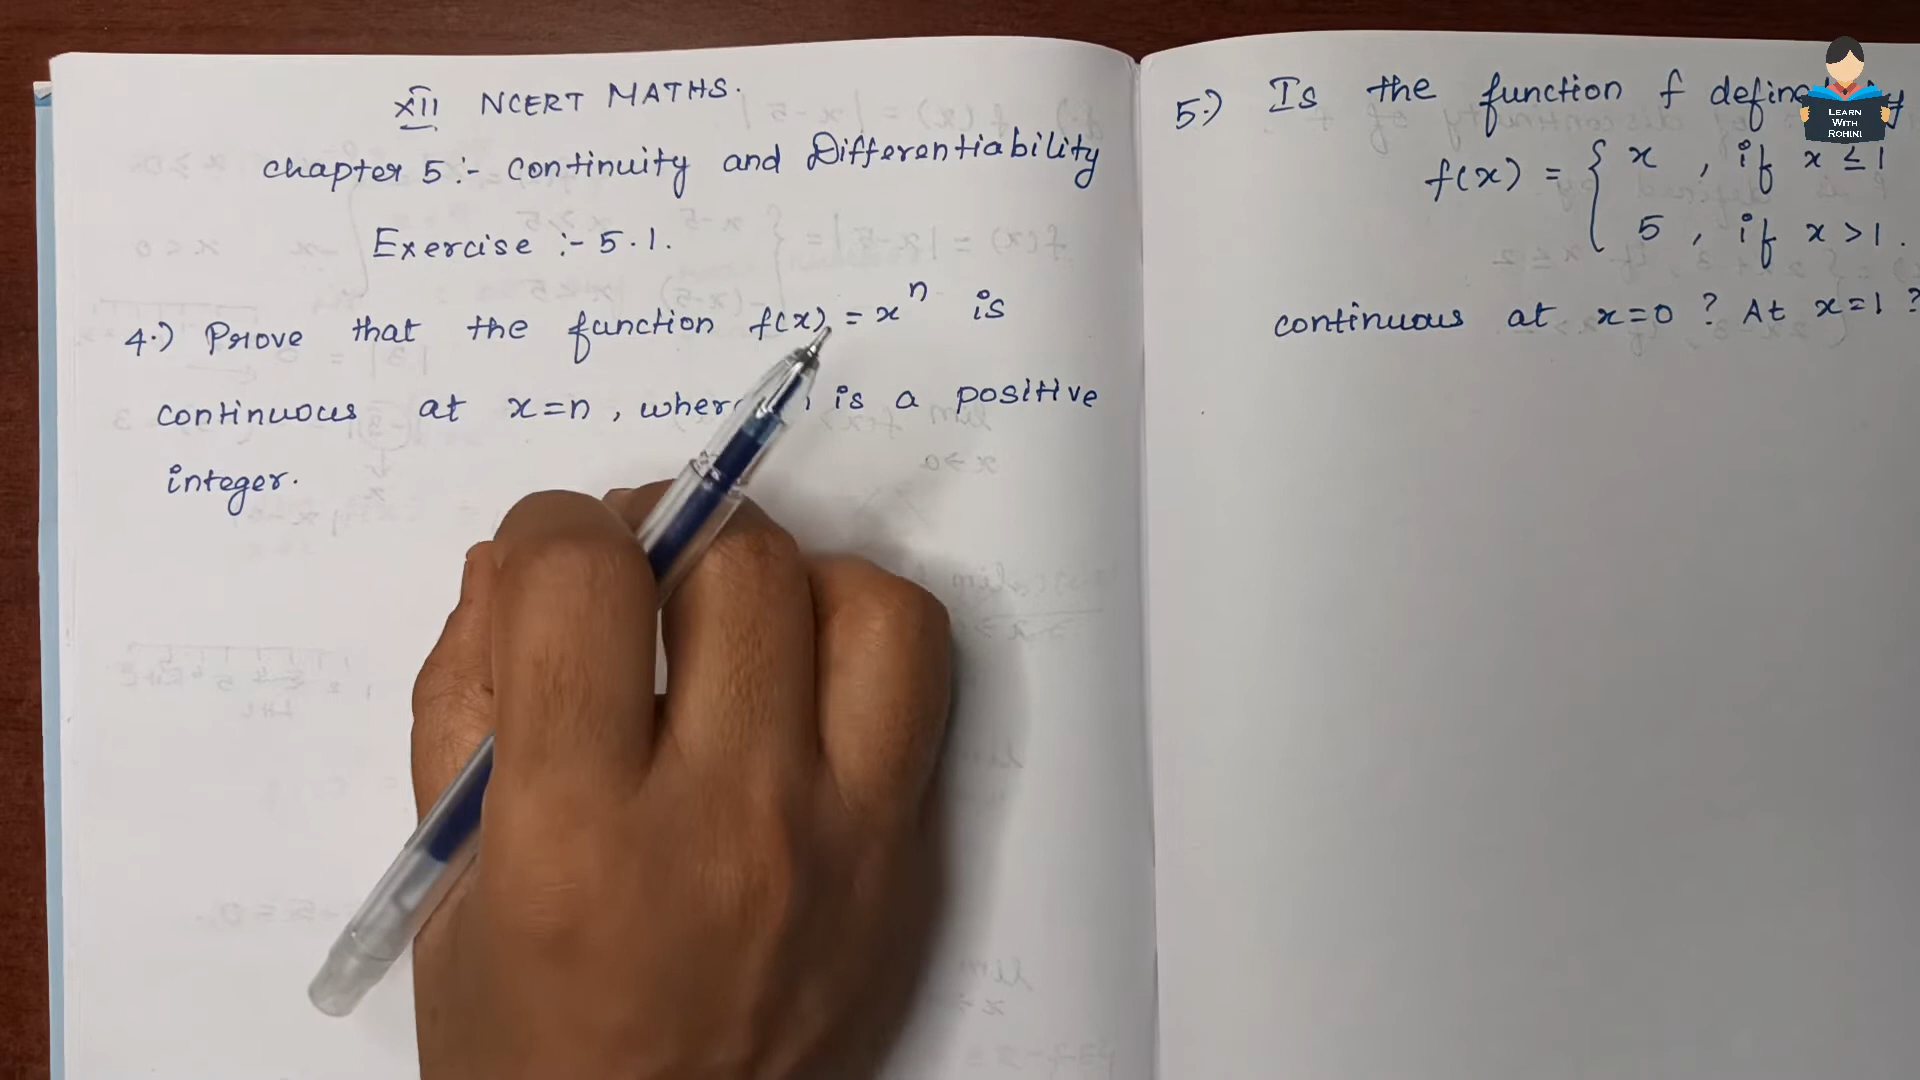 XII NCERT MATHS.
chapter 5 :- Continuity and Differentiability
Exercise :- 5.1.
4.) Prove that the function f(x) = xⁿ is
continuous at x=n, where is a positive
integer.
5.) Is the function f
f(x) = { x , if x ≤ 1
5 , if x > 1.
continuous at x=0 ? At x=1 ?
LEARN
WITH
ROHINI